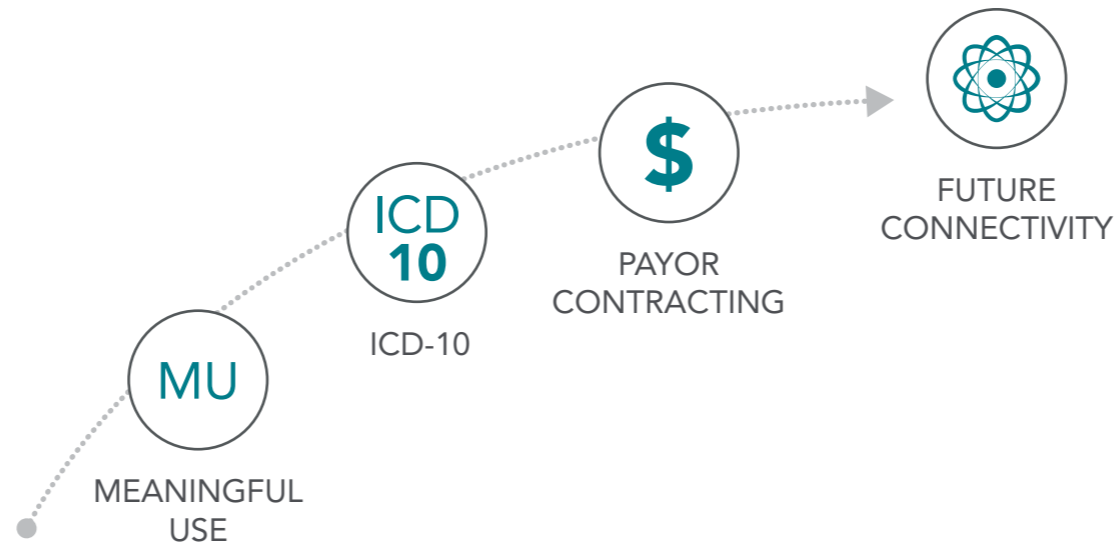 MU
MEANINGFUL
USE
ICD
10
ICD-10
$
PAYOR
CONTRACTING
FUTURE
CONNECTIVITY